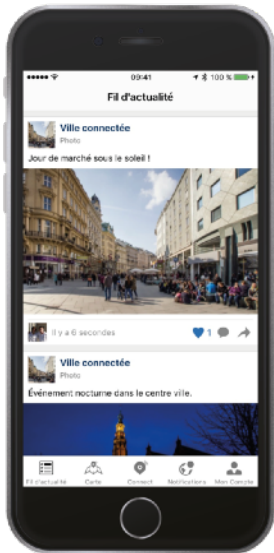 09:41
100 %
Fil d'actualité
Ville connectée
Photo
Jour de marché sous le soleil !
il y a 6 secondes
1
Ville connectée
Photo
Événement nocturne dans le centre ville.
Fil d'actualité Carte Connect Notifications Mon Compte